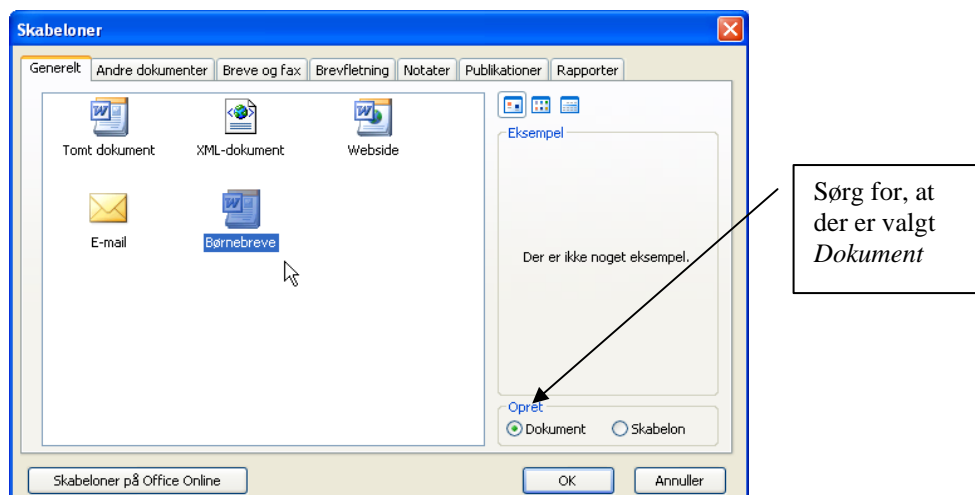 Skabeloner
Generelt Andre dokumenter Breve og fax Brevfletning Notater Publikationer Rapporter
Tomt dokument XML-dokument Webside
E-mail Børnebreve
Eksempel
Der er ikke noget eksempel.
Opret
Dokument Skabelon
Skabeloner på Office Online OK Annuller
Sørg for, at
der er valgt
Dokument